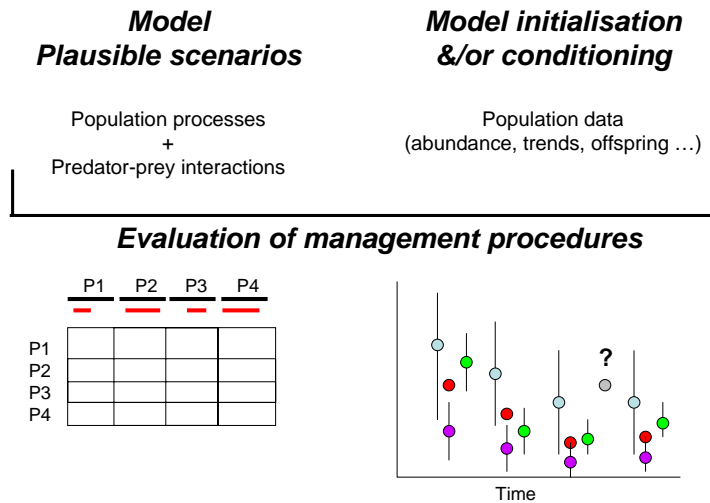 Model
Plausible scenarios
Model initialisation
&/or conditioning
Population processes
+
Predator-prey interactions
Population data
(abundance, trends, offspring …)
Evaluation of management procedures
P1 P2 P3 P4
P1
P2
P3
P4
?
Time